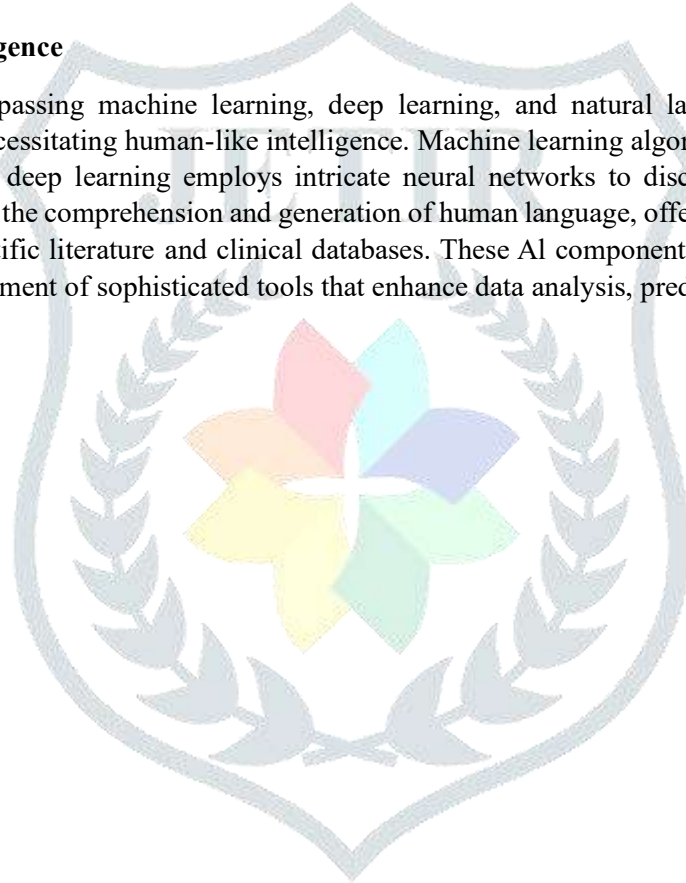 gence
passing machine learning, deep learning, and natural la
cessitating human-like intelligence. Machine learning algor
deep learning employs intricate neural networks to disc
the comprehension and generation of human language, offe
tific literature and clinical databases. These Al component
ment of sophisticated tools that enhance data analysis, pred
JETIR